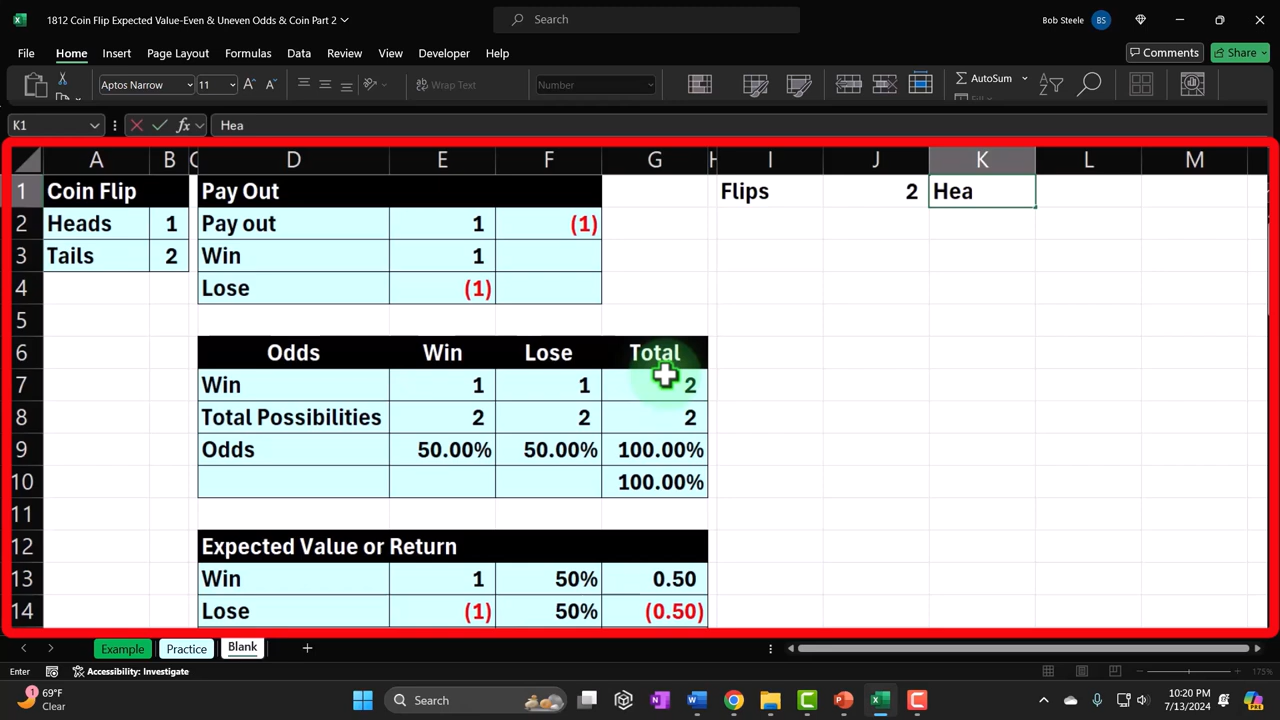 1812 Coin Flip Expected Value-Even & Uneven Odds & Coin Part 2
Search
Bob Steele BS
File Home Insert Page Layout Formulas Data Review View Developer Help Comments Share
Aptos Narrow 11 A A Wrap Text Number AutoSum
K1 fx Hea
A B C D E F G H I J K L M
1 Coin Flip Pay Out Flips 2 Hea
2 Heads 1 Pay out 1 (1)
3 Tails 2 Win 1
4 Lose (1)
5
6 Odds Win Lose Total
7 Win 1 1 2
8 Total Possibilities 2 2 2
9 Odds 50.00% 50.00% 100.00%
10 100.00%
11
12 Expected Value or Return
13 Win 1 50% 0.50
14 Lose (1) 50% (0.50)
Example Practice Blank
Enter Accessibility: Investigate 175%
69°F
Clear
Search
10:20 PM
7/13/2024